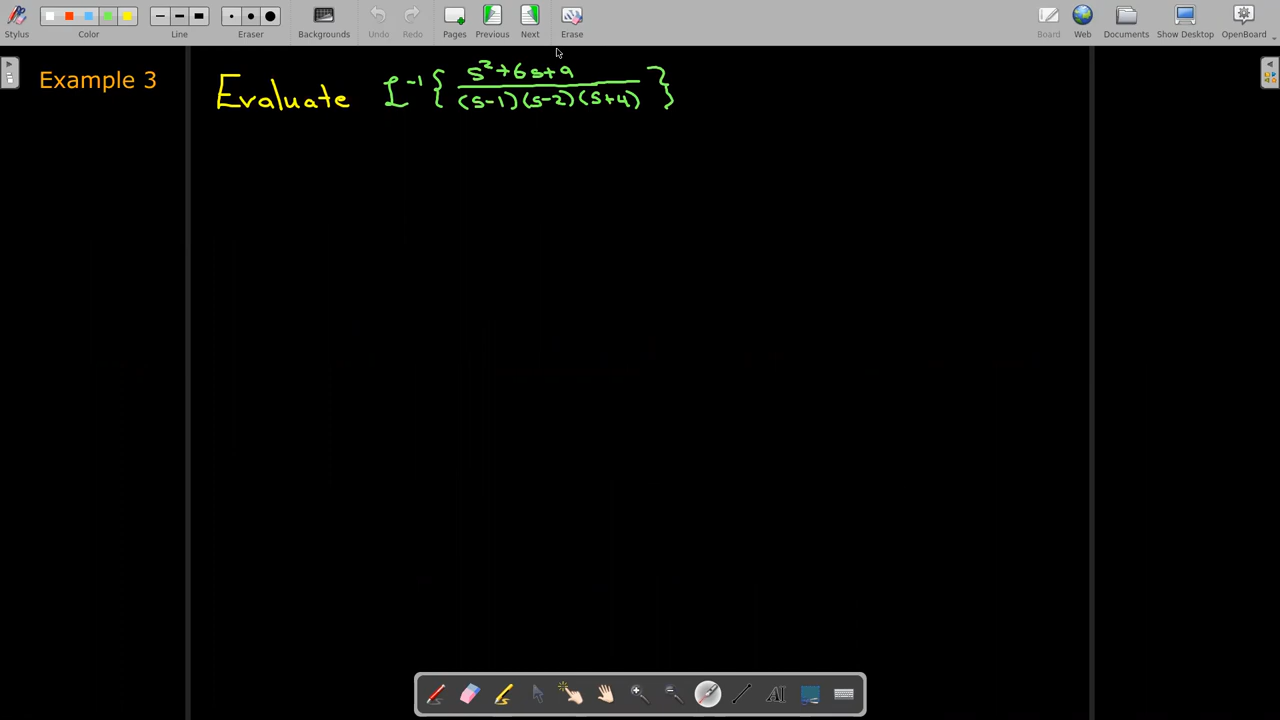 Stylus Color Line Eraser Backgrounds Undo Redo Pages Previous Next Erase Board Web Documents Show Desktop OpenBoard
Example 3
Evaluate ℒ⁻¹{ (s²+6s+9)/((s-1)(s-2)(s+4)) }
AI